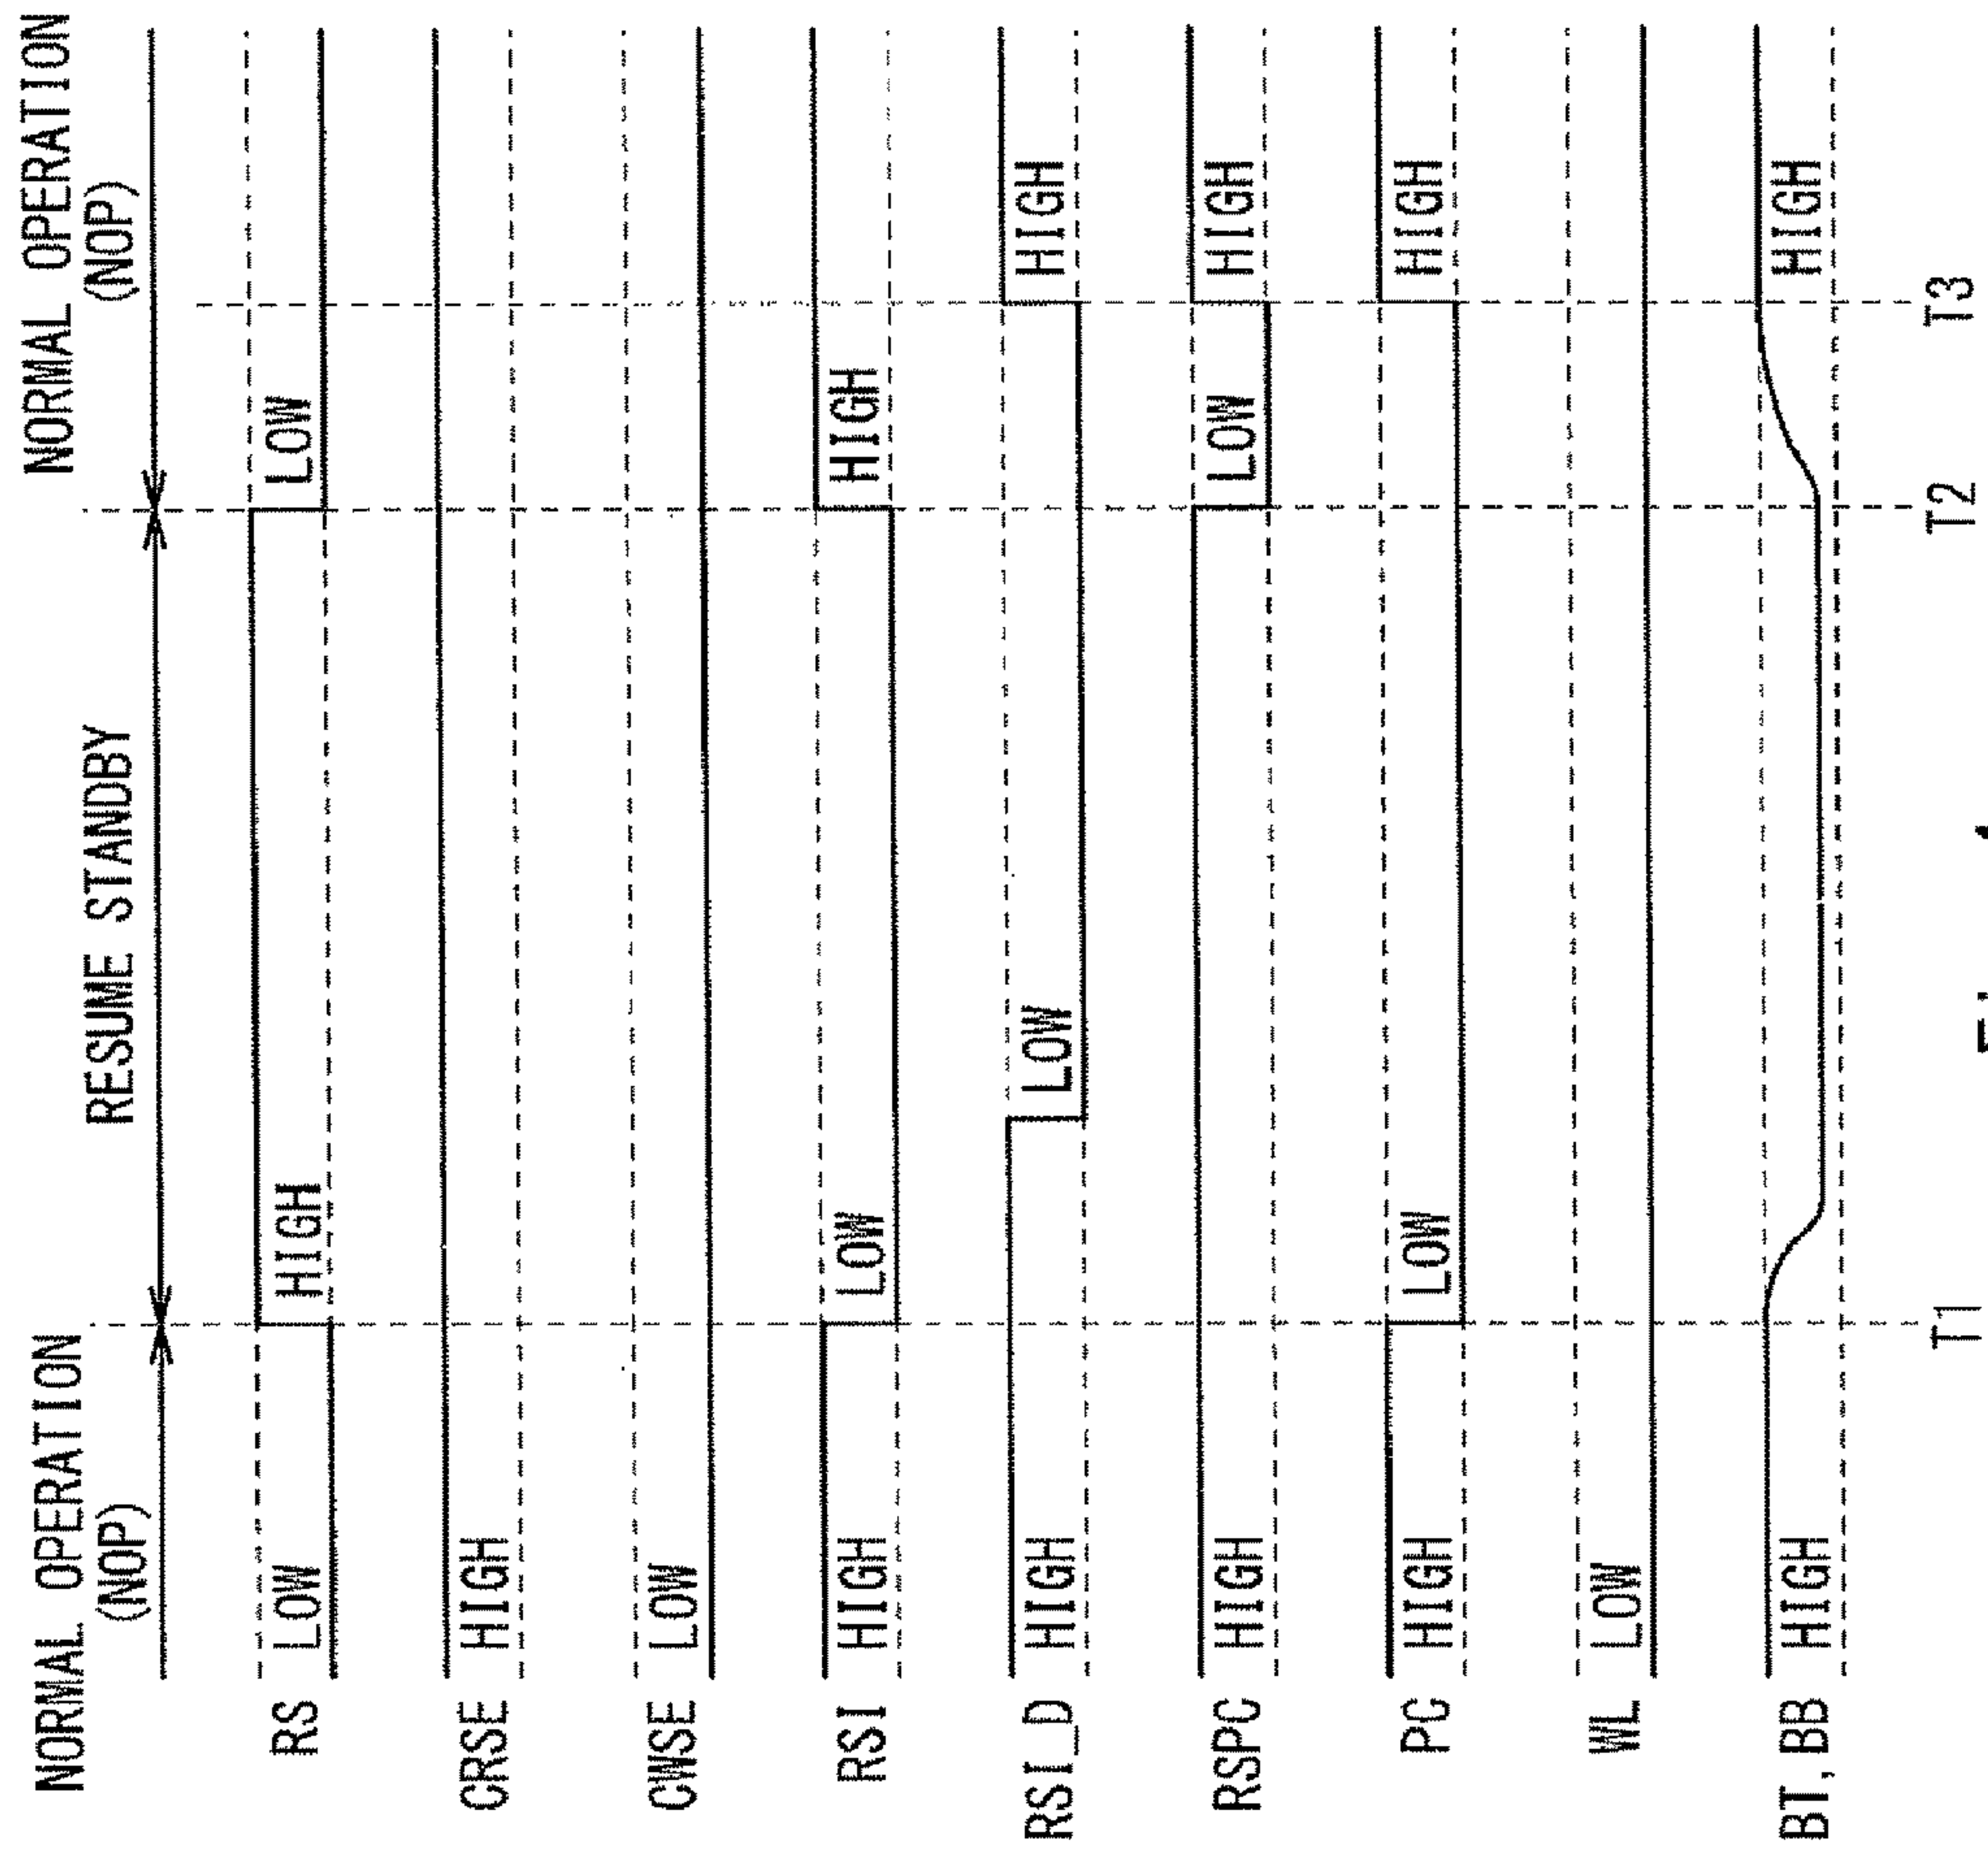 NORMAL OPERATION
(NOP)
RESUME STANDBY
NORMAL OPERATION
(NOP)
RS LOW HIGH LOW
CRSE HIGH
CWSE LOW
RSI HIGH LOW HIGH
RSI_D HIGH LOW HIGH
RSPC HIGH LOW HIGH
PC HIGH LOW HIGH
WL LOW
BT, BB HIGH HIGH
T1 T2 T3